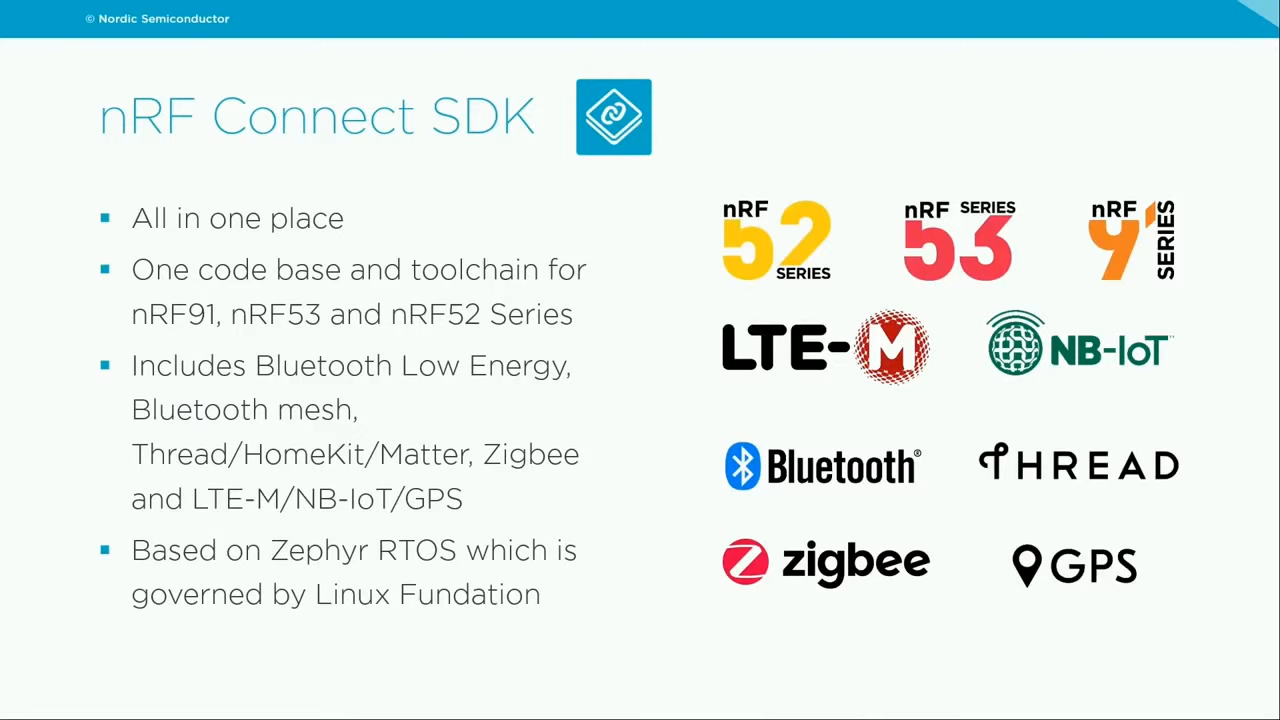 © Nordic Semiconductor
nRF Connect SDK
All in one place
One code base and toolchain for
nRF91, nRF53 and nRF52 Series
Includes Bluetooth Low Energy,
Bluetooth mesh,
Thread/HomeKit/Matter, Zigbee
and LTE-M/NB-IoT/GPS
Based on Zephyr RTOS which is
governed by Linux Fundation
nRF 52 SERIES
nRF 53 SERIES
nRF 91 SERIES
LTE-M
NB-IoT
Bluetooth®
THREAD
zigbee
GPS